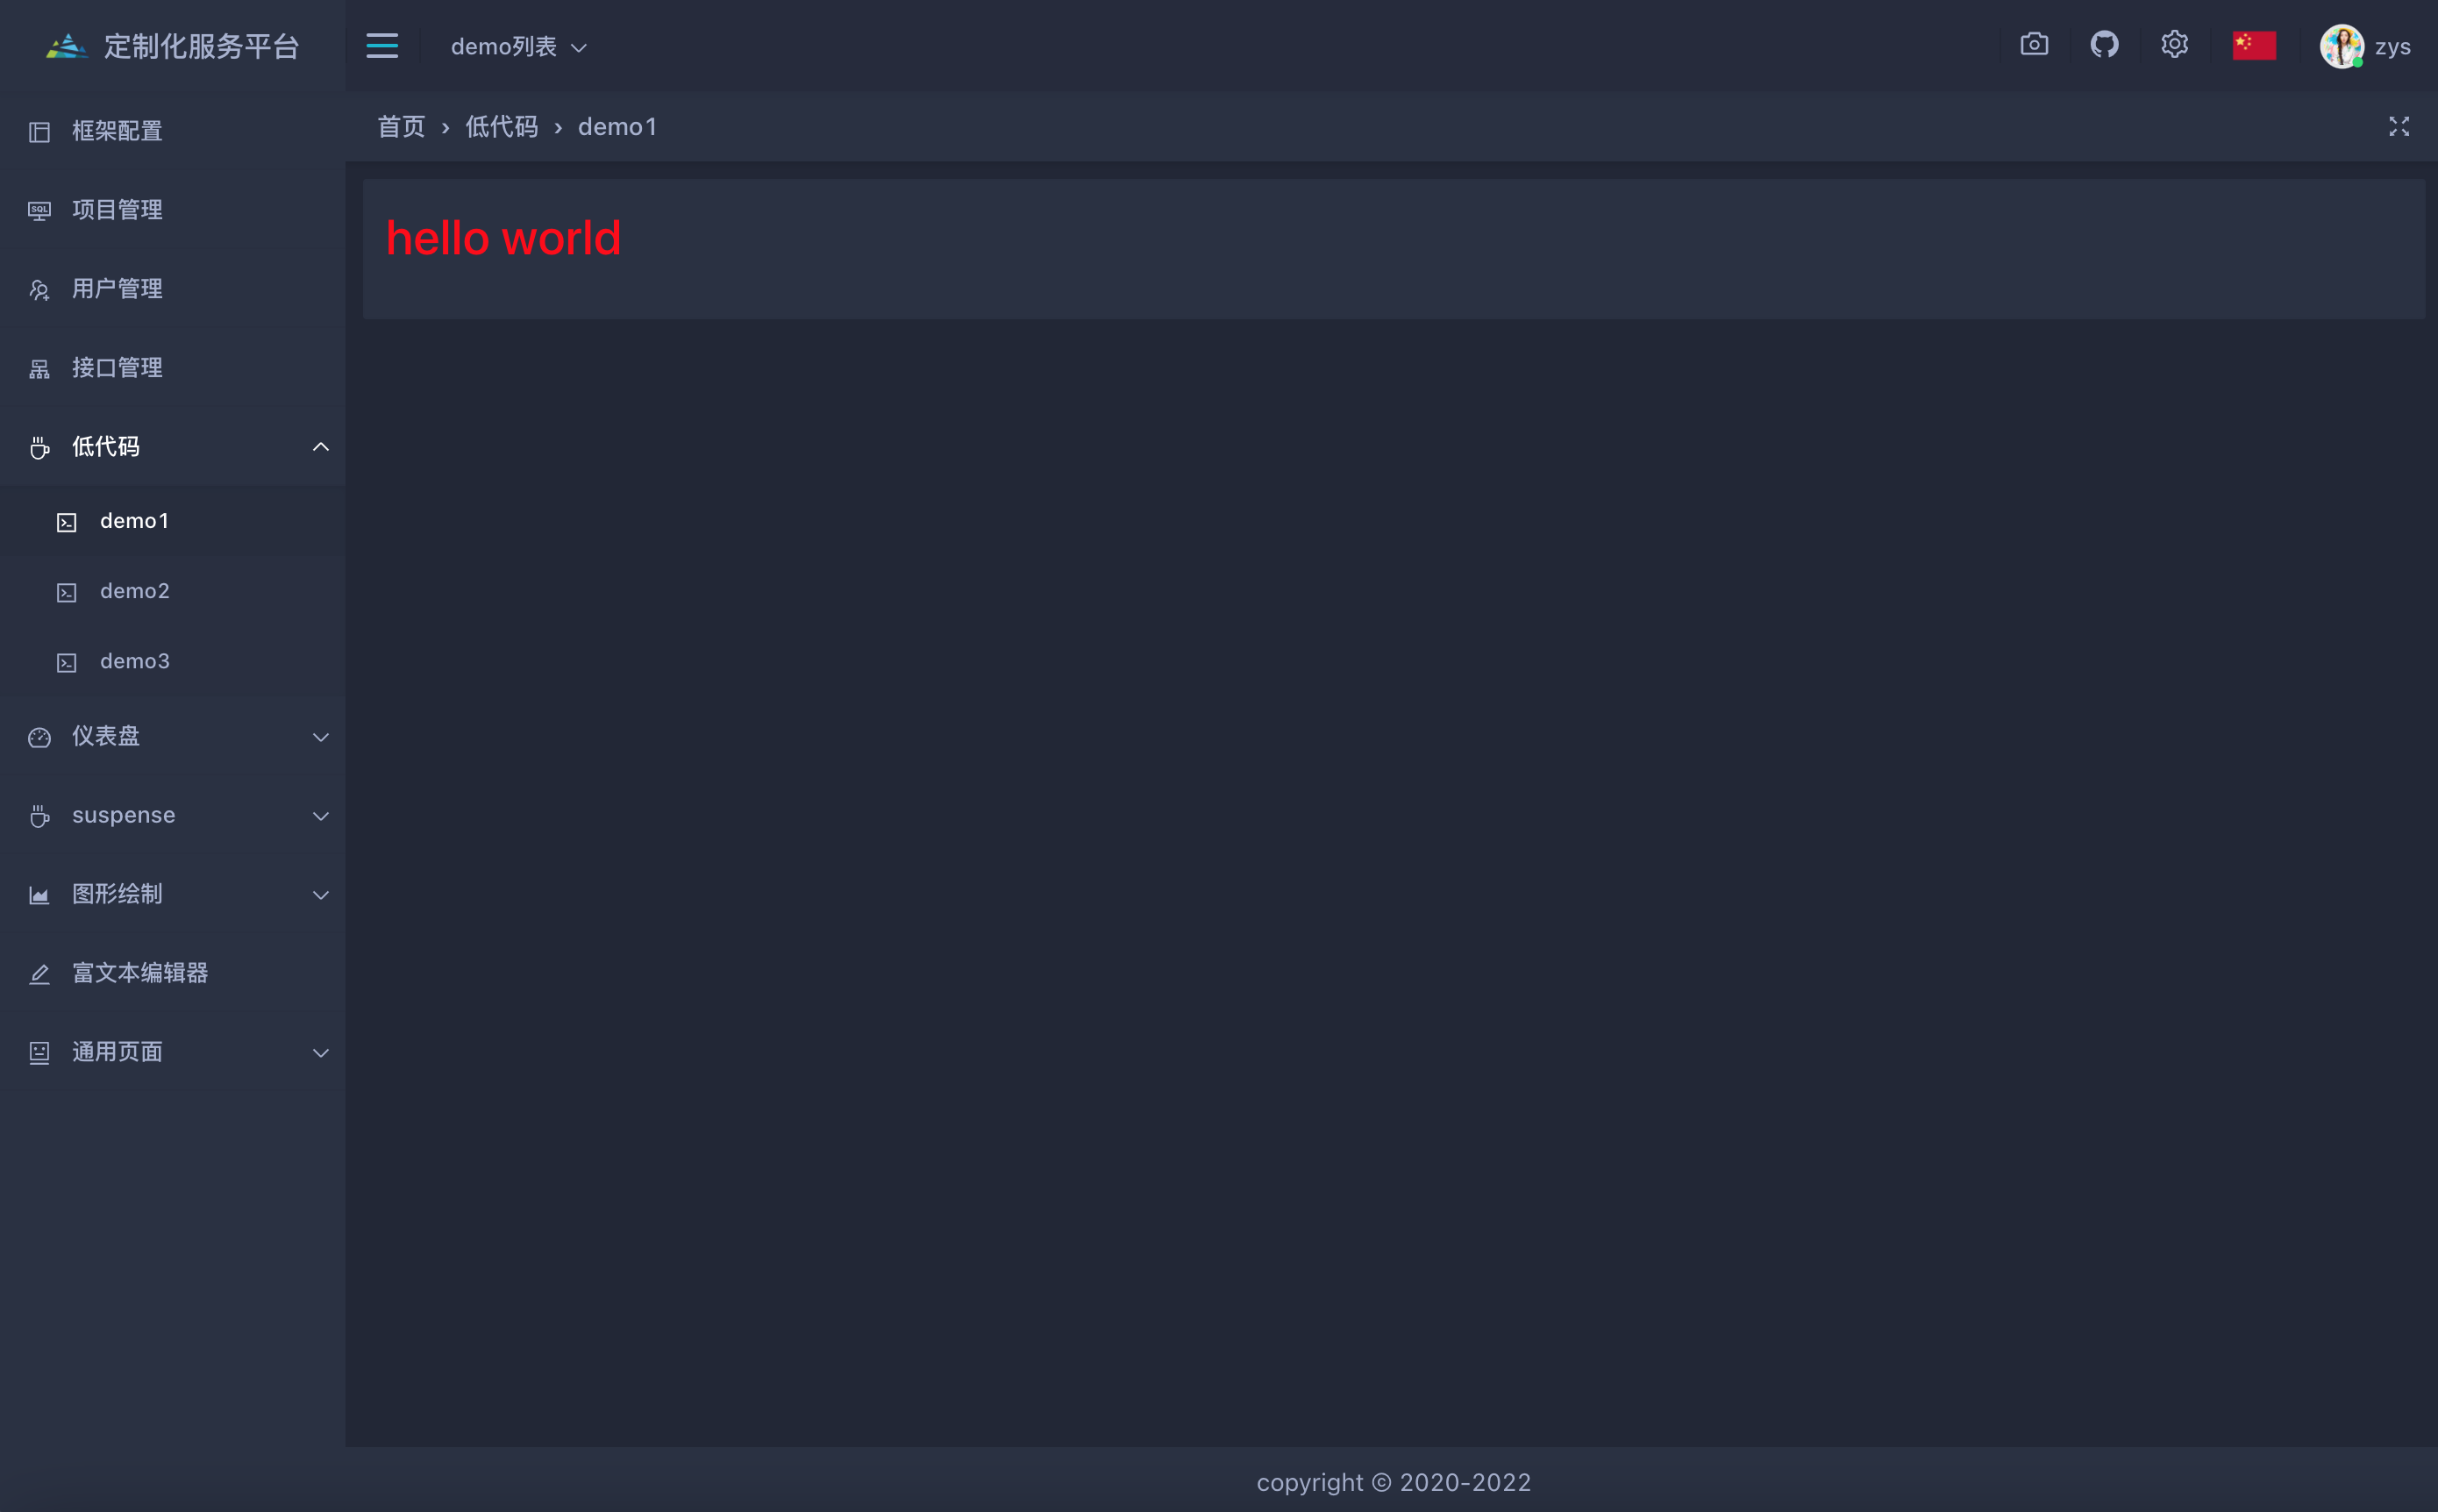 定制化服务平台
demo列表
zys
首页 › 低代码 › demo1
框架配置
SQL 项目管理
用户管理
接口管理
低代码
demo1
demo2
demo3
仪表盘
suspense
图形绘制
富文本编辑器
通用页面
hello world
copyright © 2020-2022